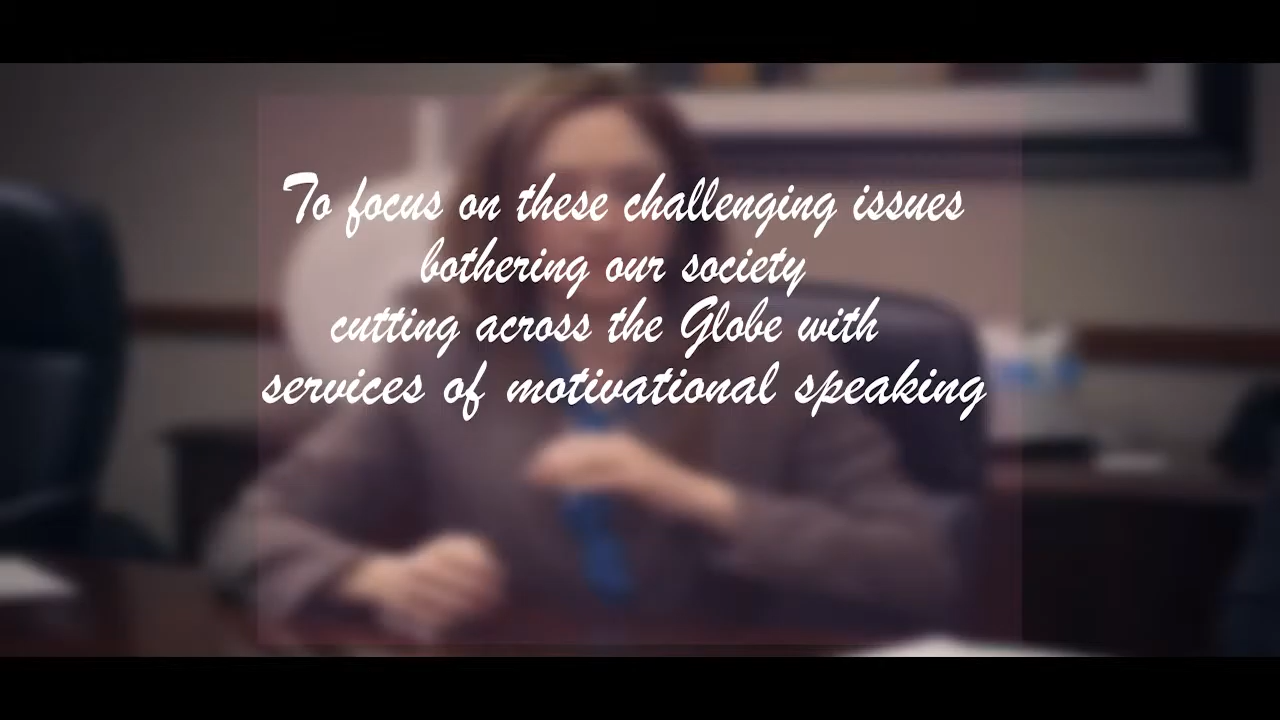 To focus on these challenging issues
bothering our society
cutting across the Globe with
services of motivational speaking